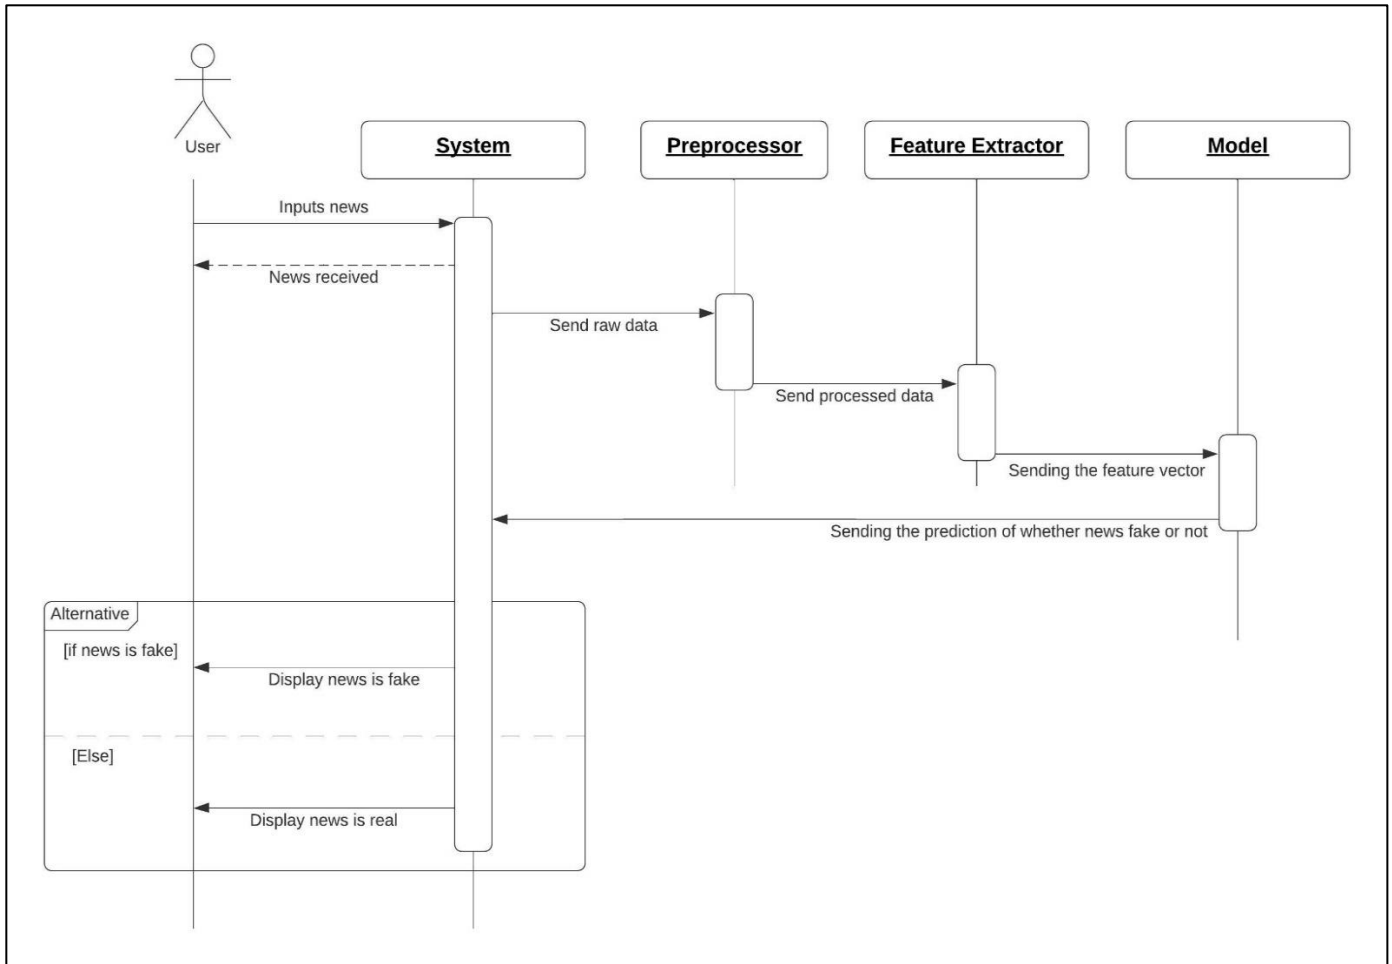 User
System
Preprocessor
Feature Extractor
Model
Inputs news
News received
Send raw data
Send processed data
Sending the feature vector
Sending the prediction of whether news fake or not
Alternative
[if news is fake]
Display news is fake
[Else]
Display news is real